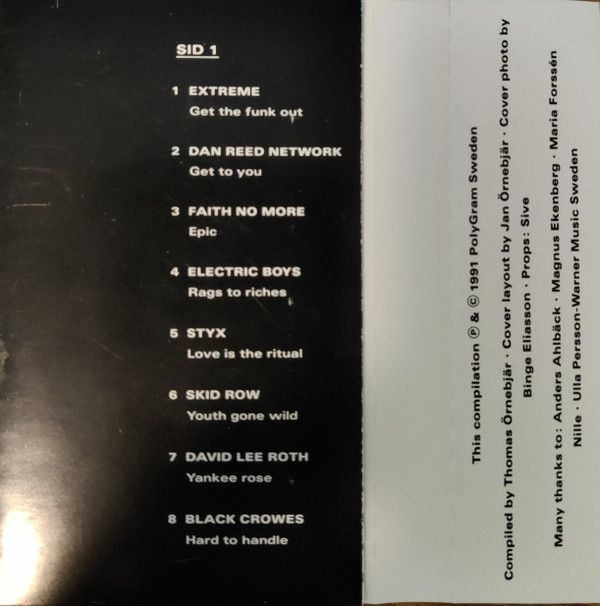 SID 1
1 EXTREME
Get the funk out
2 DAN REED NETWORK
Get to you
3 FAITH NO MORE
Epic
4 ELECTRIC BOYS
Rags to riches
5 STYX
Love is the ritual
6 SKID ROW
Youth gone wild
7 DAVID LEE ROTH
Yankee rose
8 BLACK CROWES
Hard to handle
This compilation ℗ & © 1991 PolyGram Sweden
Compiled by Thomas Örnebjär · Cover layout by Jan Örnebjär · Cover photo by
Binge Eliasson · Props: Sive
Many thanks to: Anders Ahlbäck · Magnus Ekenberg · Maria Forssén
Nille · Ulla Persson-Warner Music Sweden